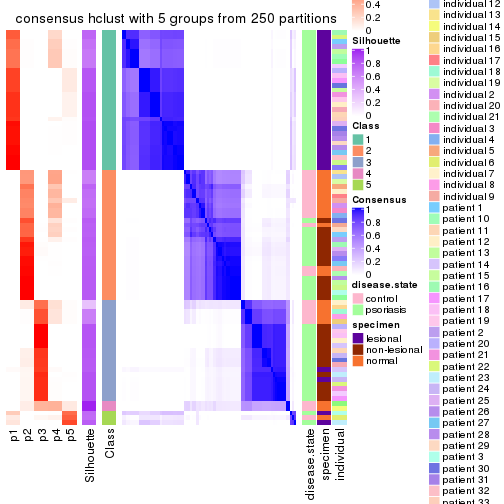 consensus hclust with 5 groups from 250 partitions
p1
p2
p3
p4
p5
Silhouette
Class
disease.state
specimen
individual
0.4
0.2
0
Silhouette
1
0.8
0.6
0.4
0.2
0
Class
1
2
3
4
5
Consensus
1
0.8
0.6
0.4
0.2
0
disease.state
control
psoriasis
specimen
lesional
non-lesional
normal
individual 12
individual 13
individual 14
individual 15
individual 16
individual 17
individual 18
individual 19
individual 2
individual 20
individual 21
individual 3
individual 4
individual 5
individual 6
individual 7
individual 8
individual 9
patient 1
patient 10
patient 11
patient 12
patient 13
patient 14
patient 15
patient 16
patient 17
patient 18
patient 19
patient 2
patient 20
patient 21
patient 22
patient 23
patient 24
patient 25
patient 26
patient 27
patient 28
patient 29
patient 3
patient 30
patient 31
patient 32
patient 33